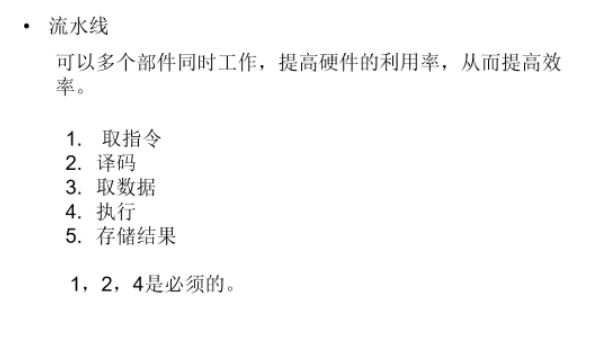 • 流水线
可以多个部件同时工作，提高硬件的利用率，从而提高效
率。
1. 取指令
2. 译码
3. 取数据
4. 执行
5. 存储结果
1，2，4是必须的。